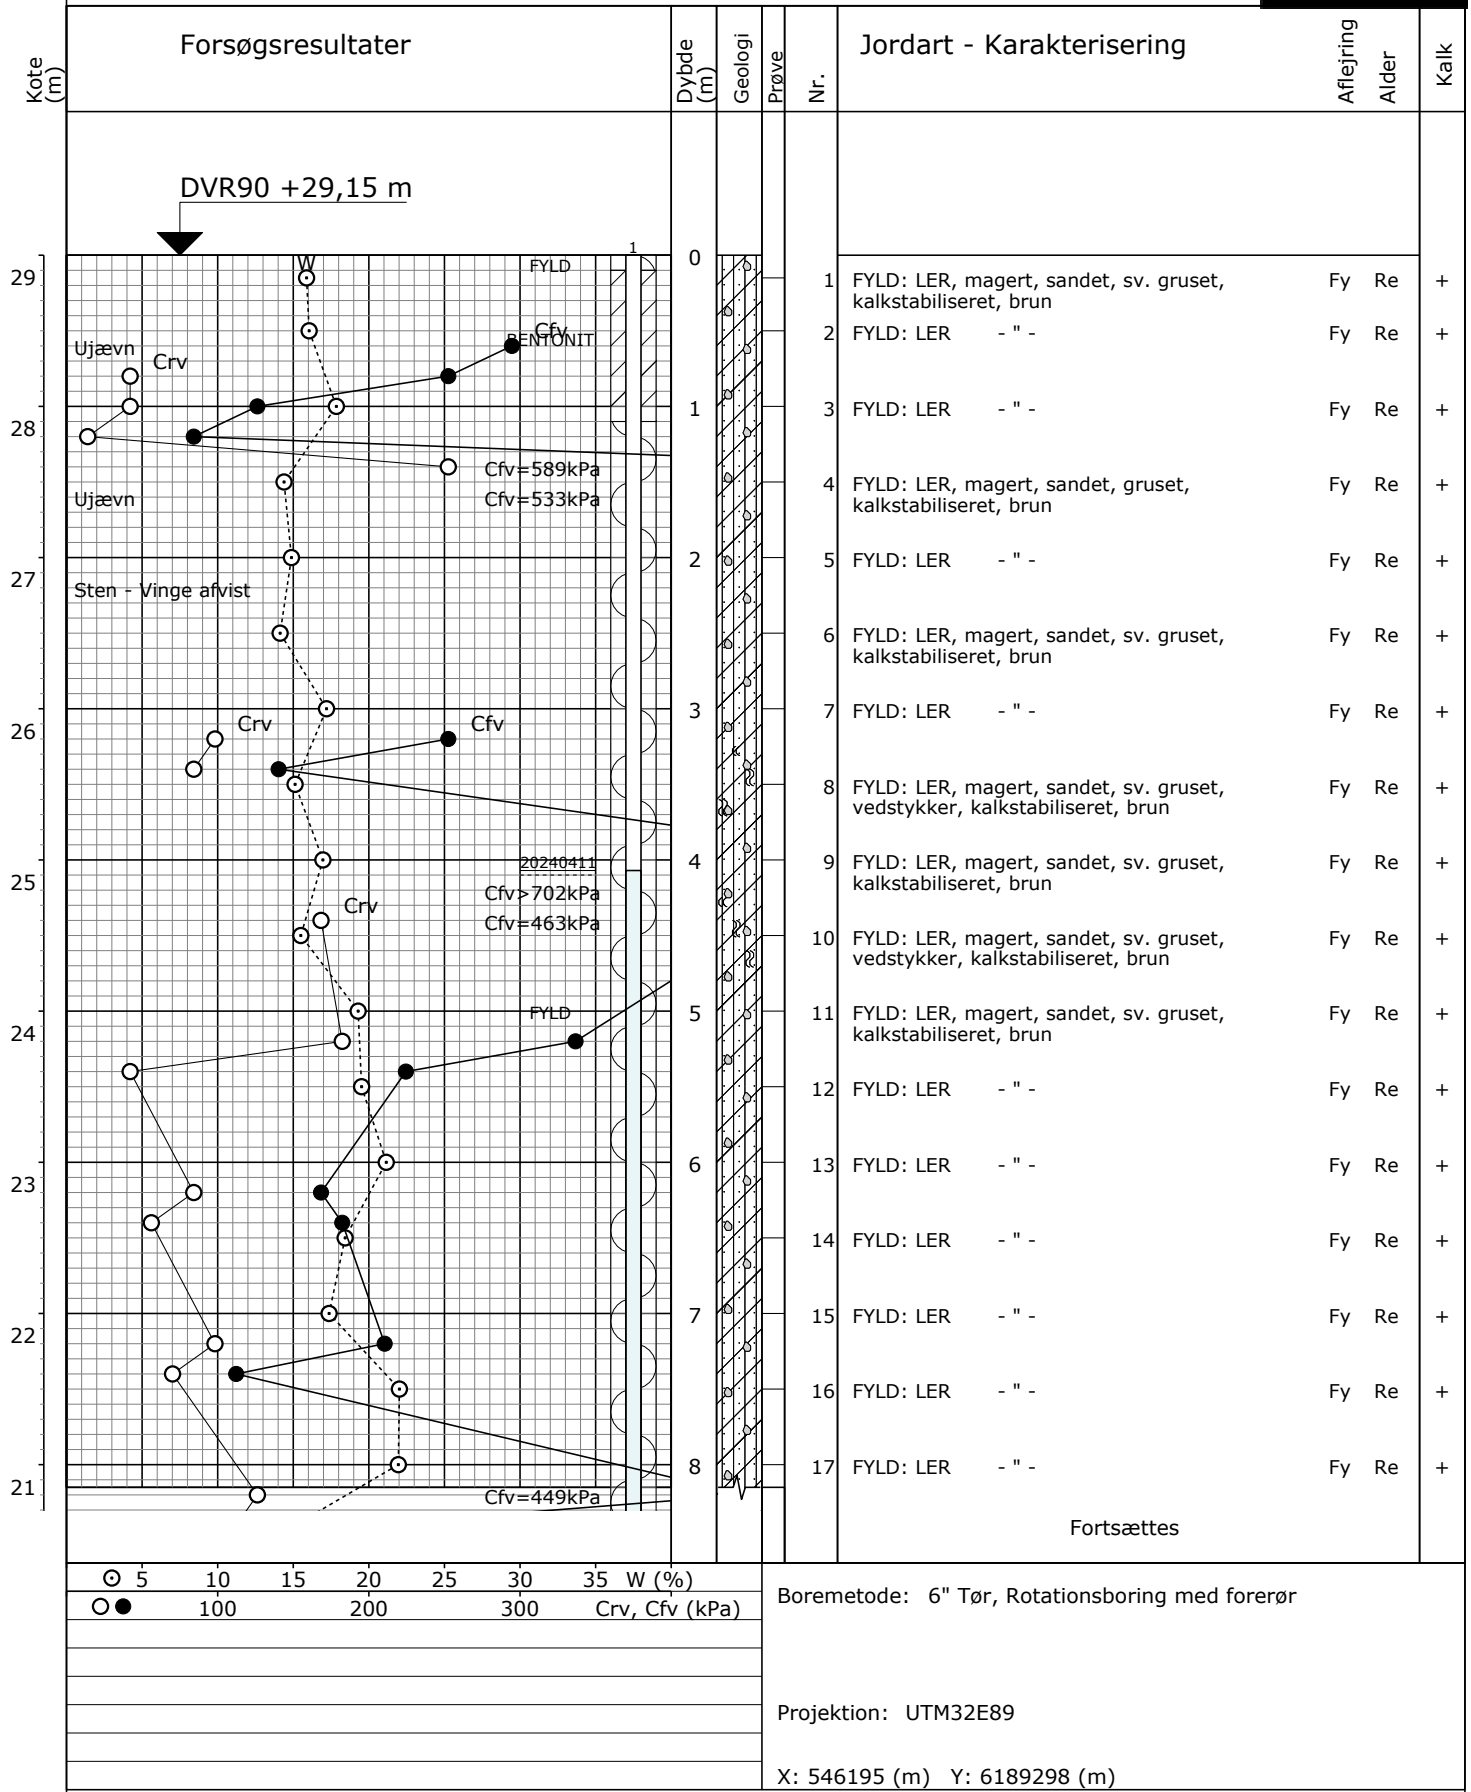 Forsøgsresultater
Kote (m)
Dybde (m)
Geologi
Prøve
Nr.
Jordart - Karakterisering
Aflejring
Alder
Kalk
DVR90 +29,15 m
1
0
W
FYLD
29
1 FYLD: LER, magert, sandet, sv. gruset, Fy Re +
kalkstabiliseret, brun
Cfv
BENTONIT
2 FYLD: LER - " - Fy Re +
Ujævn
Crv
1
3 FYLD: LER - " - Fy Re +
28
Cfv=589kPa
4 FYLD: LER, magert, sandet, gruset, Fy Re +
kalkstabiliseret, brun
Ujævn
Cfv=533kPa
2
5 FYLD: LER - " - Fy Re +
27
Sten - Vinge afvist
6 FYLD: LER, magert, sandet, sv. gruset, Fy Re +
kalkstabiliseret, brun
3
7 FYLD: LER - " - Fy Re +
26
Crv
Cfv
8 FYLD: LER, magert, sandet, sv. gruset, Fy Re +
vedstykker, kalkstabiliseret, brun
4
20240411
9 FYLD: LER, magert, sandet, sv. gruset, Fy Re +
kalkstabiliseret, brun
25
Cfv>702kPa
Crv
Cfv=463kPa
10 FYLD: LER, magert, sandet, sv. gruset, Fy Re +
vedstykker, kalkstabiliseret, brun
FYLD
5
11 FYLD: LER, magert, sandet, sv. gruset, Fy Re +
kalkstabiliseret, brun
24
12 FYLD: LER - " - Fy Re +
6
13 FYLD: LER - " - Fy Re +
23
14 FYLD: LER - " - Fy Re +
7
15 FYLD: LER - " - Fy Re +
22
16 FYLD: LER - " - Fy Re +
8
17 FYLD: LER - " - Fy Re +
21
Cfv=449kPa
Fortsættes
5 10 15 20 25 30 35 W (%)
100 200 300 Crv, Cfv (kPa)
Boremetode: 6" Tør, Rotationsboring med forerør
Projektion: UTM32E89
X: 546195 (m) Y: 6189298 (m)